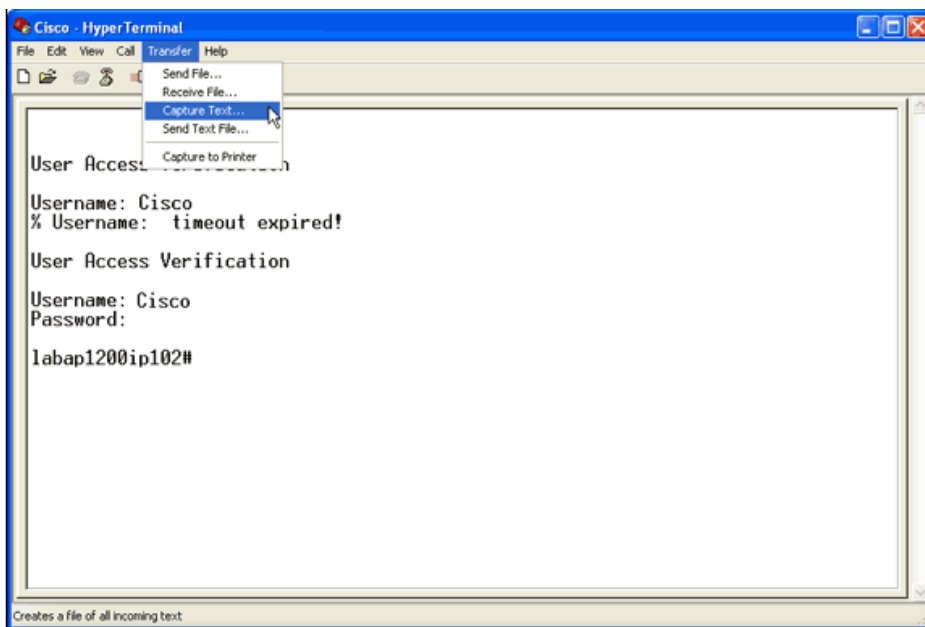 Cisco - HyperTerminal
File Edit View Call Transfer Help
Send File...
Receive File...
Capture Text...
Send Text File...
Capture to Printer
User Access
Username: Cisco
% Username:  timeout expired!
User Access Verification
Username: Cisco
Password:
labap1200ip102#
Creates a file of all incoming text